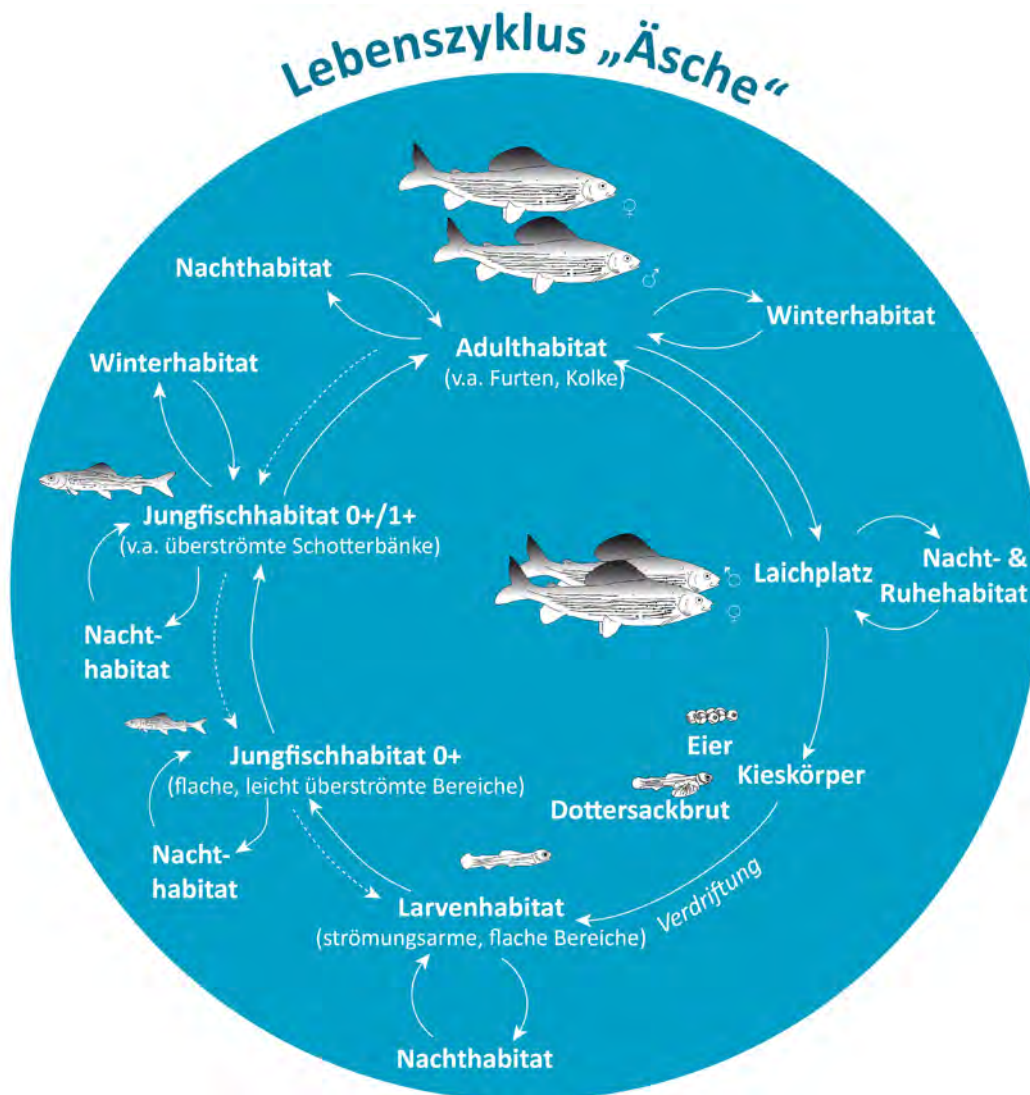 Lebenszyklus „Äsche“
♀
♂
Nachthabitat
Winterhabitat
Adulthabitat
(v.a. Furten, Kolke)
Winterhabitat
Jungfischhabitat 0+/1+
(v.a. überströmte Schotterbänke)
Laichplatz
♂
♀
Nacht- &
Ruhehabitat
Nacht-
habitat
Eier
Kieskörper
Dottersackbrut
Jungfischhabitat 0+
(flache, leicht überströmte Bereiche)
Nacht-
habitat
Verdriftung
Larvenhabitat
(strömungsarme, flache Bereiche)
Nachthabitat